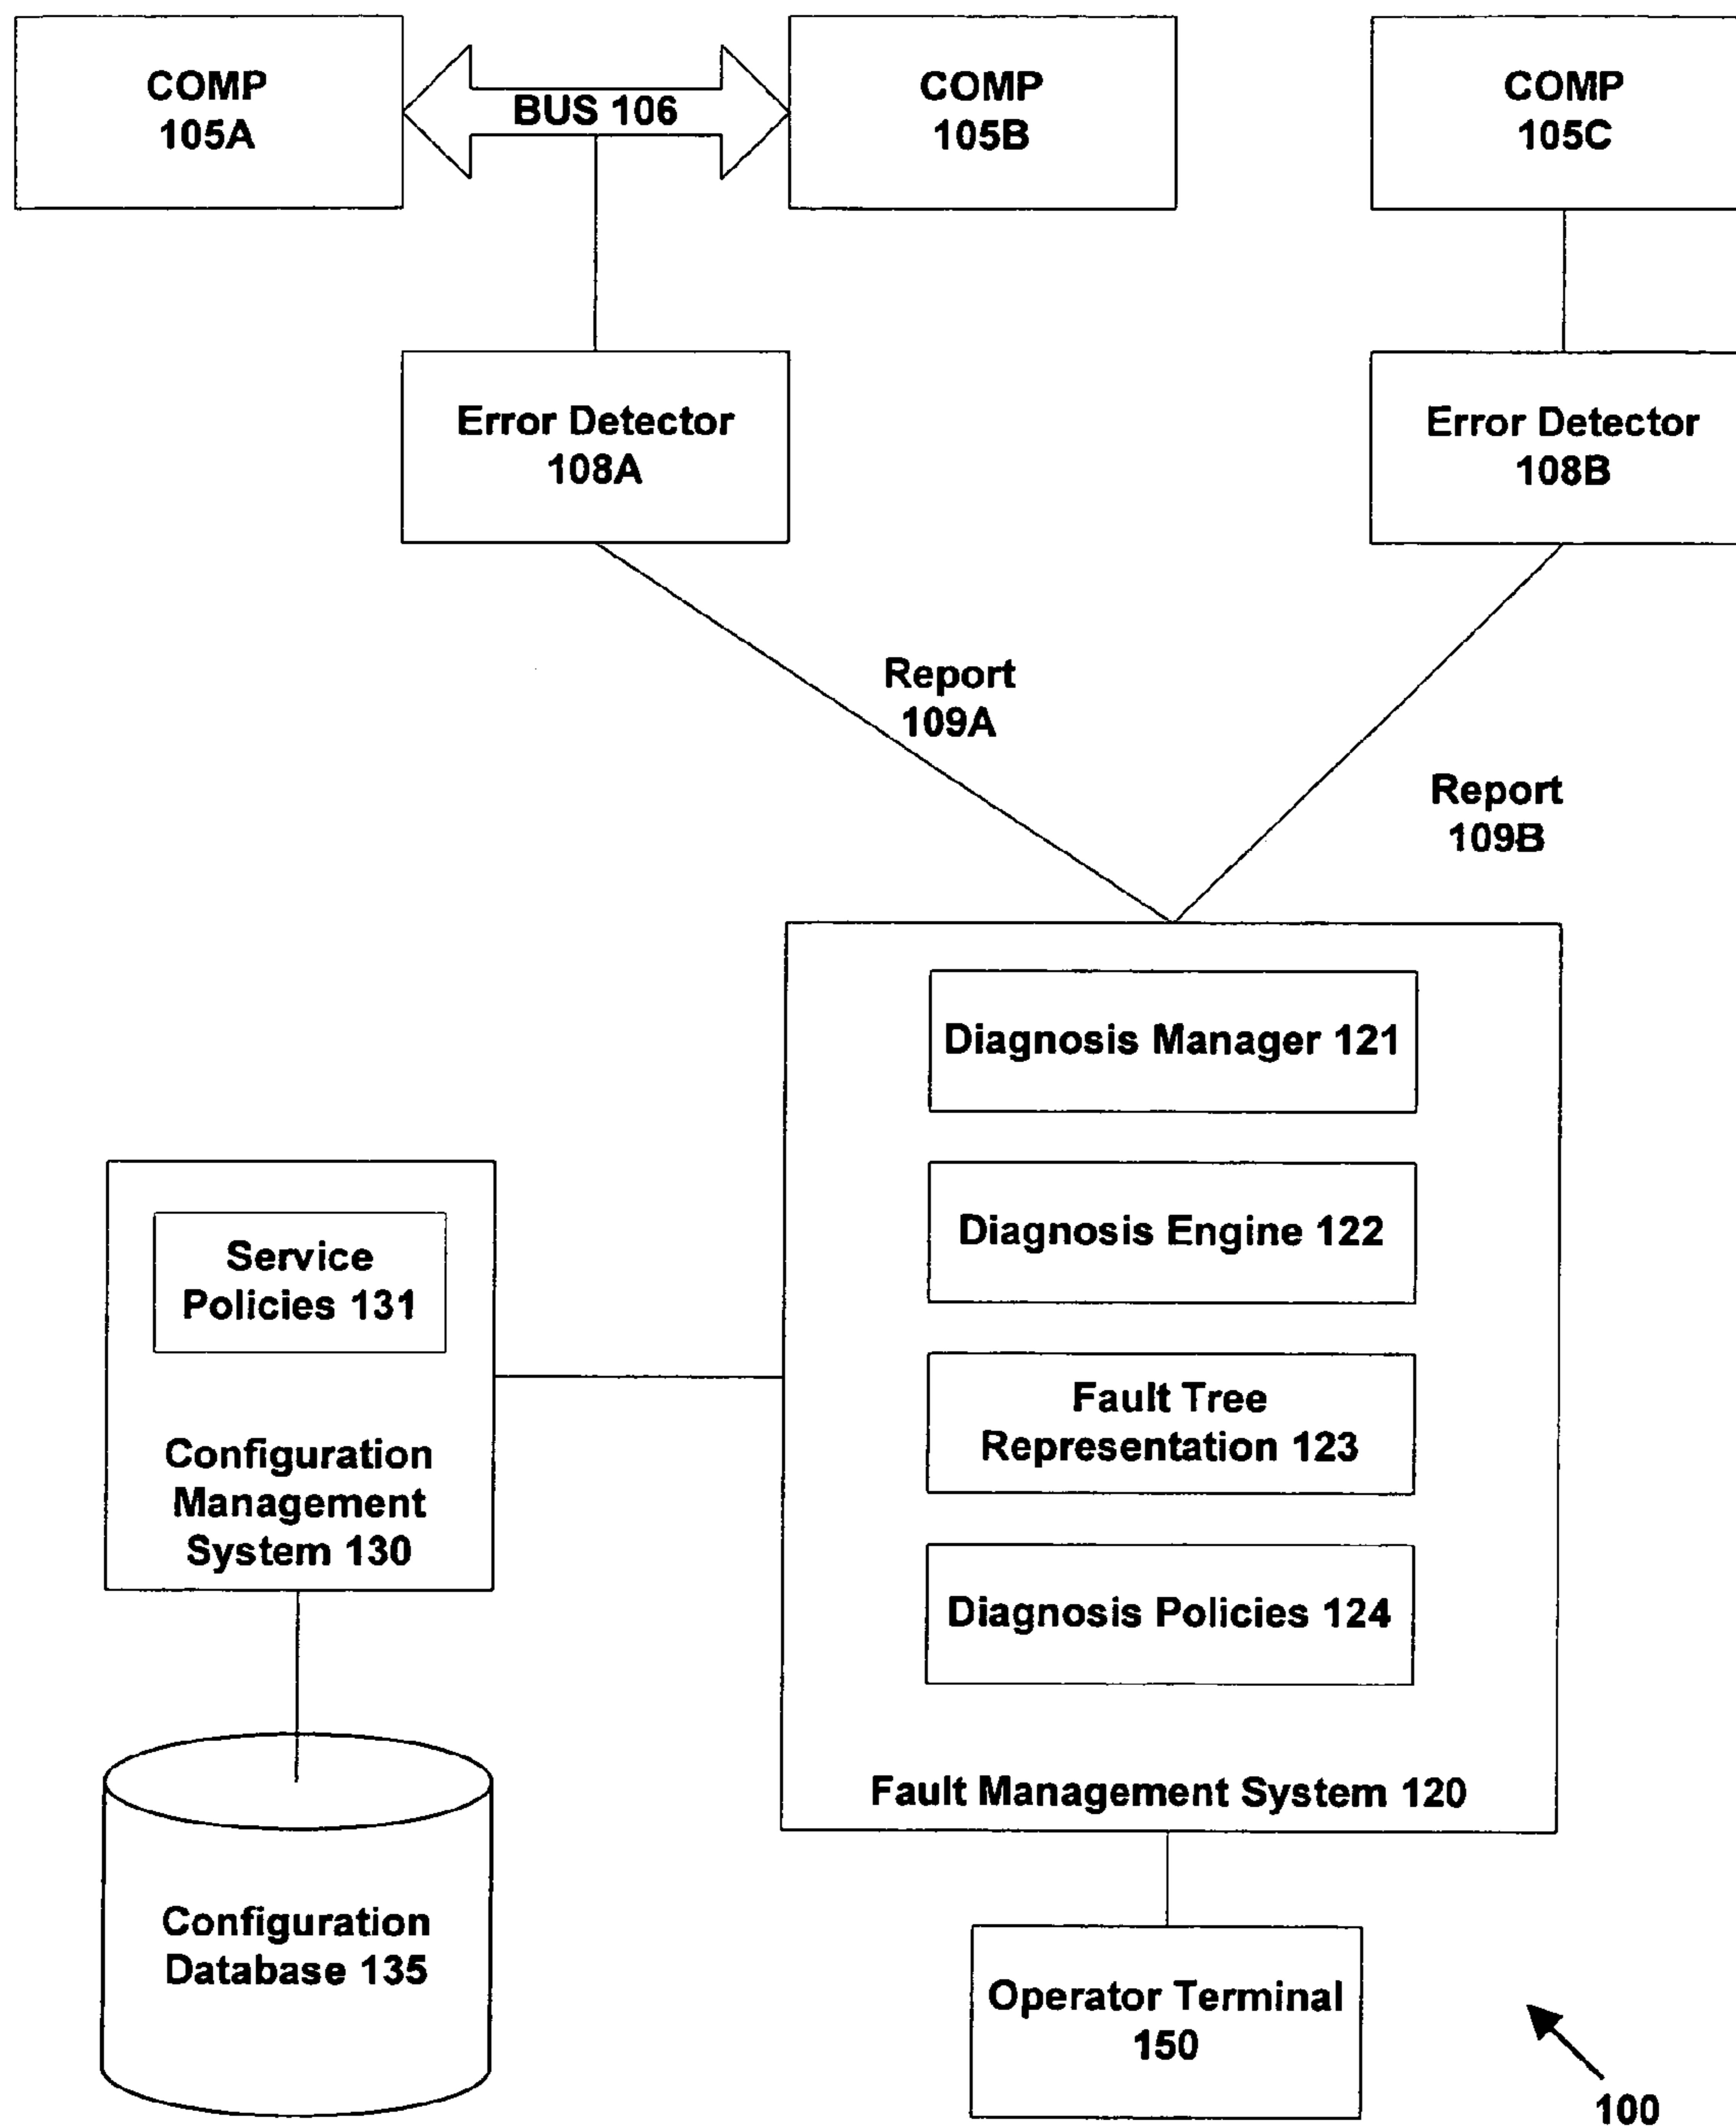 COMP
105A
BUS 106
COMP
105B
COMP
105C
Error Detector
108A
Error Detector
108B
Report
109A
Report
109B
Diagnosis Manager 121
Diagnosis Engine 122
Service
Policies 131
Fault Tree
Representation 123
Configuration
Management
System 130
Diagnosis Policies 124
Fault Management System 120
Configuration
Database 135
Operator Terminal
150
100